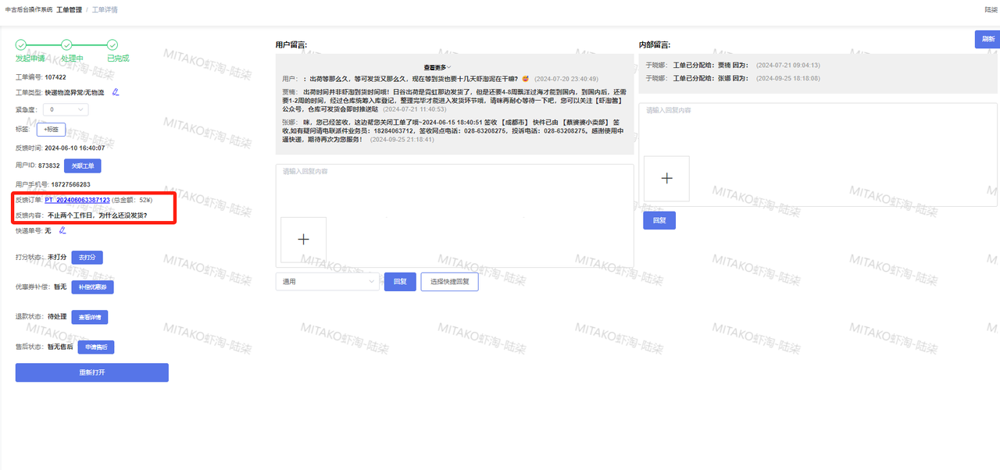 中古后台操作系统 工单管理 / 工单详情
陆柒
刷新
发起申请 处理中 已完成
工单编号: 107422
工单类型: 快递物流异常/无物流
紧急度: 0
标签: +标签
反馈时间: 2024-06-10 16:40:07
用户ID: 873832 关联工单
用户手机号: 18727566283
反馈订单: PT_202406063387123 (总金额: 52¥)
反馈内容: 不止两个工作日，为什么还没发货?
快递单号: 无
打分状态: 未打分 去打分
优惠券补偿: 暂无 补偿优惠券
退款状态: 待处理 查看详情
售后状态: 暂无售后 申请售后
重新打开
用户留言:
查看更多
用户: ：出荷等那么久，等可发货又那么久，现在等到货也要十几天虾淘泥在干嘛? (2024-07-20 23:40:49)
贾楠: 出荷时间并非虾淘到货时间哦！日谷出荷是霓虹那边发货了，但是还要4-8周飘洋过海才能到国内，到国内后，还需
要1-2周的时间，经过仓库统筹入库登记，整理完毕才能进入发货环节哦，请咪再耐心等待一下吧，您可以关注【虾淘酱】
公众号，仓库可发货会即时推送哒 (2024-07-21 11:40:53)
张娜: 咪，您已经签收，这边帮您关闭工单了哦~2024-06-15 18:40:51 签收 【成都市】 快件已由 【蔡婆婆小卖部】 签
收,如有疑问请电联派件业务员：18284063712，签收网点电话：028-63208275，投诉电话：028-63208275。感谢使用中
通快递，期待再次为您服务！ (2024-09-25 21:18:41)
请输入回复内容
通用 回复 选择快捷回复
内部留言:
于晓娜: 工单已分配给：贾楠 因为： (2024-07-21 09:04:13)
于晓娜: 工单已分配给：张娜 因为： (2024-09-25 18:18:08)
请输入回复内容
回复
MITAKO虾淘-陆柒